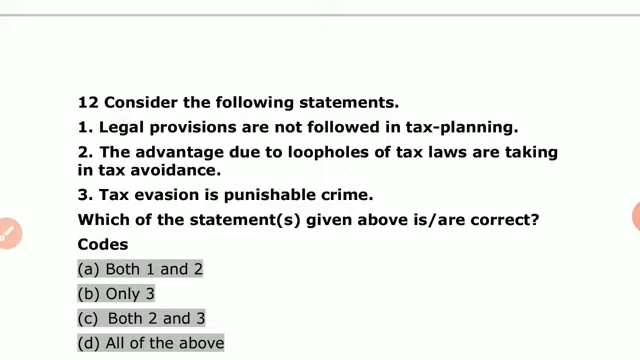 12 Consider the following statements.
1. Legal provisions are not followed in tax-planning.
2. The advantage due to loopholes of tax laws are taking
in tax avoidance.
3. Tax evasion is punishable crime.
Which of the statement(s) given above is/are correct?
Codes
(a) Both 1 and 2
(b) Only 3
(c) Both 2 and 3
(d) All of the above